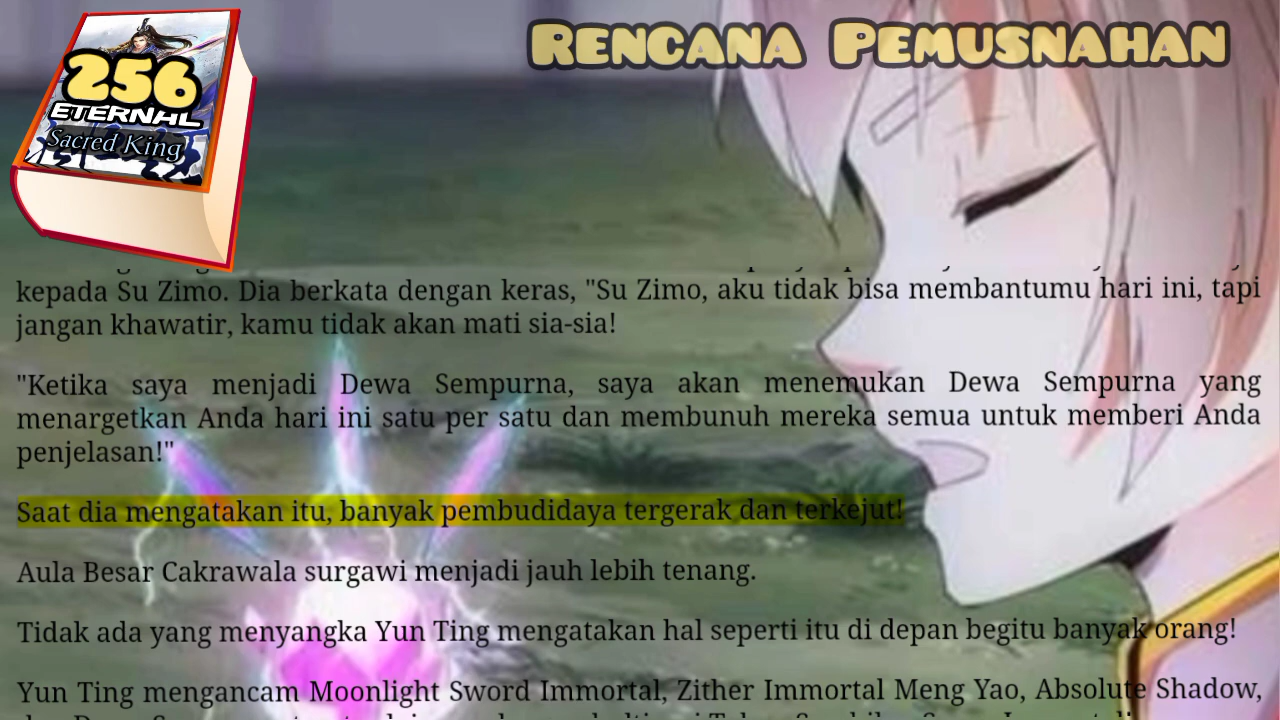 256
ETERNAL
Sacred King
RENCANA PEMUSNAHAN
kepada Su Zimo. Dia berkata dengan keras, "Su Zimo, aku tidak bisa membantumu hari ini, tapi
jangan khawatir, kamu tidak akan mati sia-sia!
"Ketika saya menjadi Dewa Sempurna, saya akan menemukan Dewa Sempurna yang
menargetkan Anda hari ini satu per satu dan membunuh mereka semua untuk memberi Anda
penjelasan!"
Saat dia mengatakan itu, banyak pembudidaya tergerak dan terkejut!
Aula Besar Cakrawala surgawi menjadi jauh lebih tenang.
Tidak ada yang menyangka Yun Ting mengatakan hal seperti itu di depan begitu banyak orang!
Yun Ting mengancam Moonlight Sword Immortal, Zither Immortal Meng Yao, Absolute Shadow,